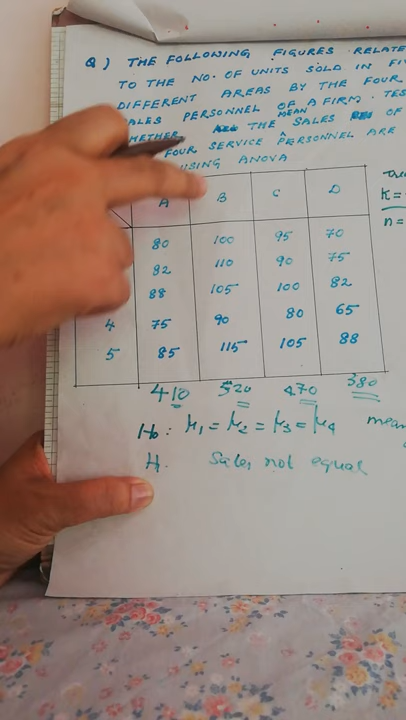 Q) THE FOLLOWING FIGURES RELATE
TO THE NO. OF UNITS SOLD IN
DIFFERENT AREAS BY THE FOUR
SALES PERSONNEL OF A FIRM.
MEAN
THE SALES OF
FOUR SERVICE PERSONNEL ARE
USING ANOVA
A B C D
K=
n=
80 100 95 70
82 110 90 75
88 105 100 82
4 75 90 80 65
5 85 115 105 88
410 520 470 380
H₀: μ₁ = μ₂ = μ₃ = μ₄ mean
H₁ Sales not equal